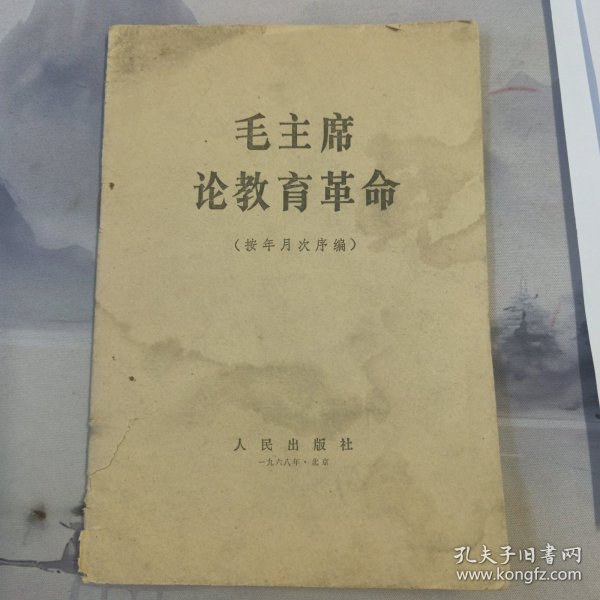 毛主席
论教育革命
(按年月次序编)
人民出版社
一九六八年·北京
孔夫子旧书网
www.kongfz.com